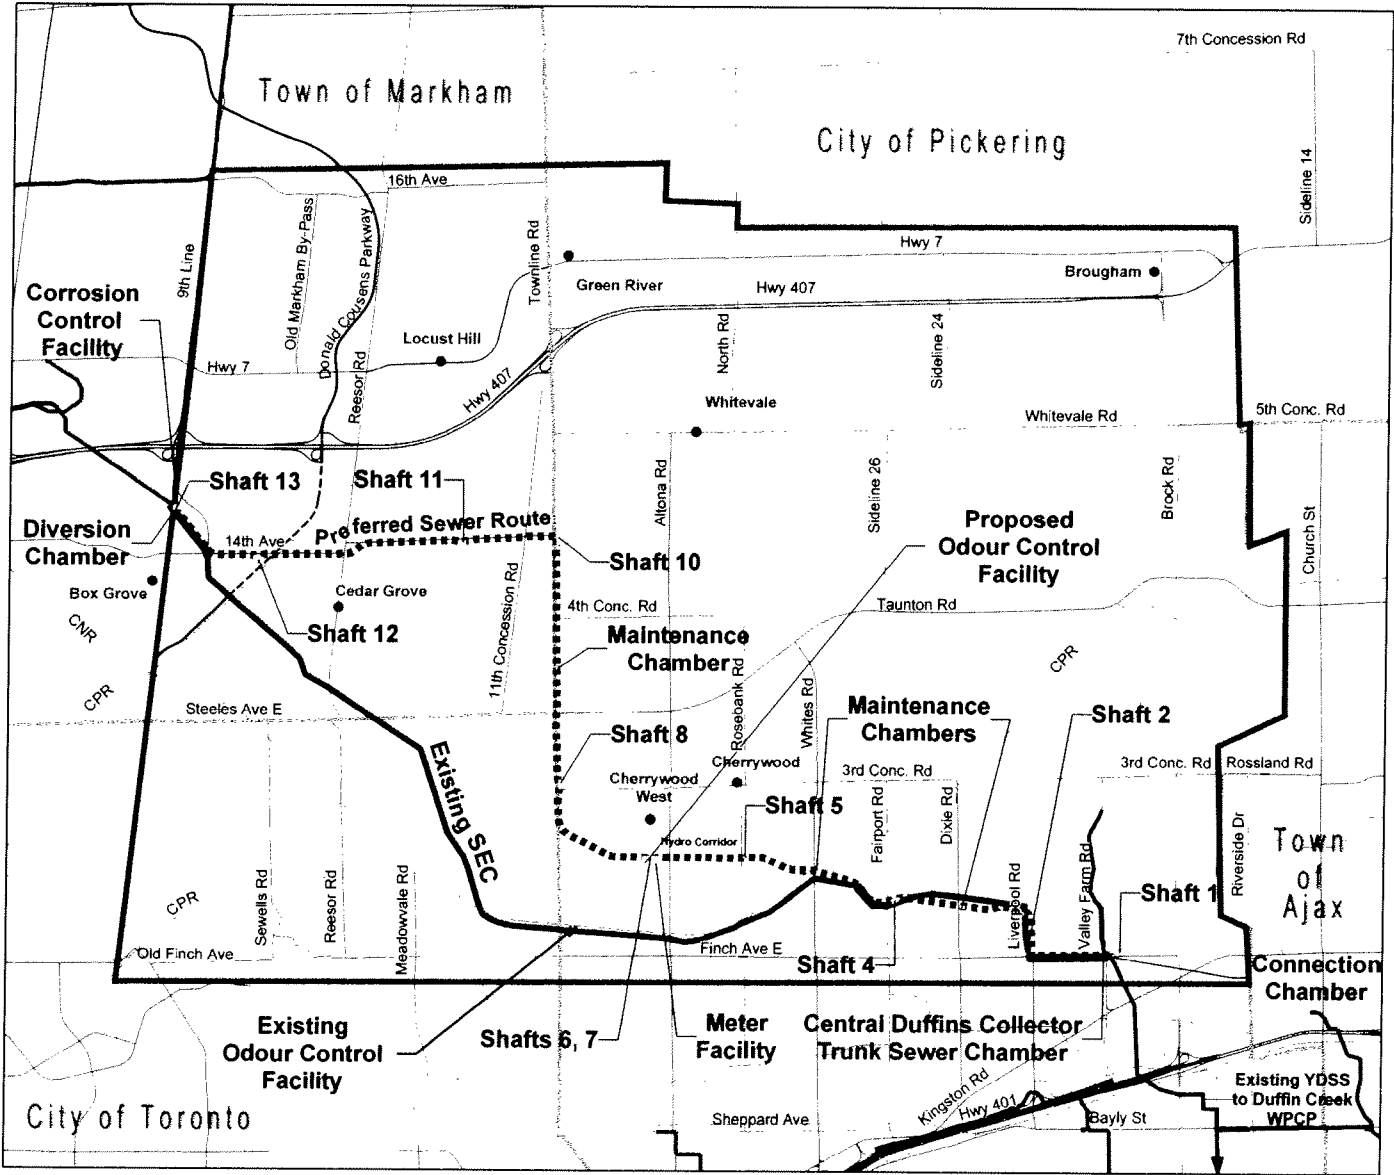 7th Concession Rd
Town of Markham
City of Pickering
Sideline 14
16th Ave
Old Markham By-Pass
Donald Cousens Parkway
Townline Rd
9th Line
Hwy 7
Green River
Brougham
Hwy 407
Corrosion
Control
Facility
Locust Hill
North Rd
Sideline 24
Hwy 7
Reesor Rd
Hwy 407
Whitevale
Whitevale Rd
5th Conc. Rd
Shaft 13
Shaft 11
Altona Rd
Sideline 26
Brock Rd
Church St
Diversion
Chamber
14th Ave
Preferred Sewer Route
Proposed
Odour Control
Facility
Shaft 10
Box Grove
Cedar Grove
11th Concession Rd
4th Conc. Rd
Taunton Rd
CNR
Shaft 12
Maintenance
Chamber
CPR
CPR
Rosebank Rd
Whites Rd
Steeles Ave E
Maintenance
Chambers
Shaft 2
Shaft 8
Existing SEC
Cherrywood
West
Cherrywood
3rd Conc. Rd
3rd Conc. Rd
Rossland Rd
Shaft 5
Fairport Rd
Dixie Rd
Hydro Corridor
Riverside Dr
Town
of
Ajax
CPR
Sewells Rd
Reesor Rd
Meadowvale Rd
Liverpool Rd
Valley Farm Rd
Shaft 1
Old Finch Ave
Finch Ave E
Shaft 4
Connection
Chamber
Existing
Odour Control
Facility
Shafts 6, 7
Meter
Facility
Central Duffins Collector
Trunk Sewer Chamber
City of Toronto
Sheppard Ave
Kingston Rd
Hwy 401
Bayly St
Existing YDSS
to Duffin Creek
WPCP